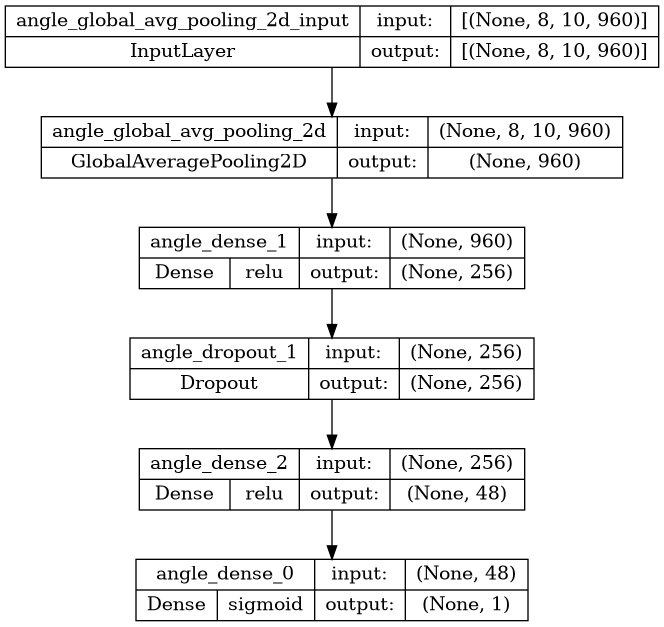 angle_global_avg_pooling_2d_input input: [(None, 8, 10, 960)]
InputLayer output: [(None, 8, 10, 960)]
angle_global_avg_pooling_2d input: (None, 8, 10, 960)
GlobalAveragePooling2D output: (None, 960)
angle_dense_1 input: (None, 960)
Dense relu output: (None, 256)
angle_dropout_1 input: (None, 256)
Dropout output: (None, 256)
angle_dense_2 input: (None, 256)
Dense relu output: (None, 48)
angle_dense_0 input: (None, 48)
Dense sigmoid output: (None, 1)